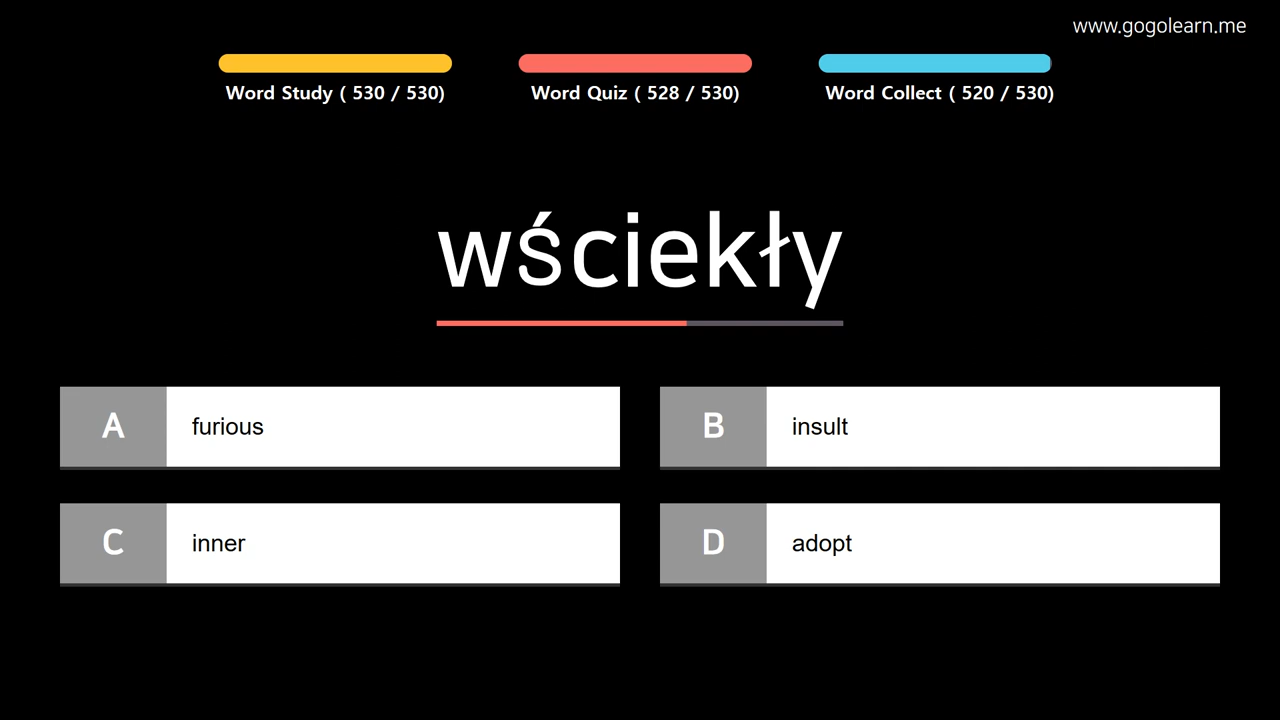 www.gogolearn.me
Word Study ( 530 / 530)
Word Quiz ( 528 / 530)
Word Collect ( 520 / 530)
wściekły
A furious
B insult
C inner
D adopt